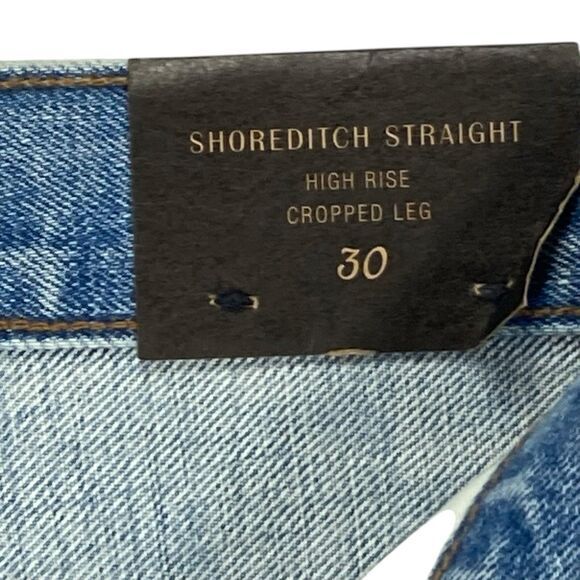 SHOREDITCH STRAIGHT
HIGH RISE
CROPPED LEG
30